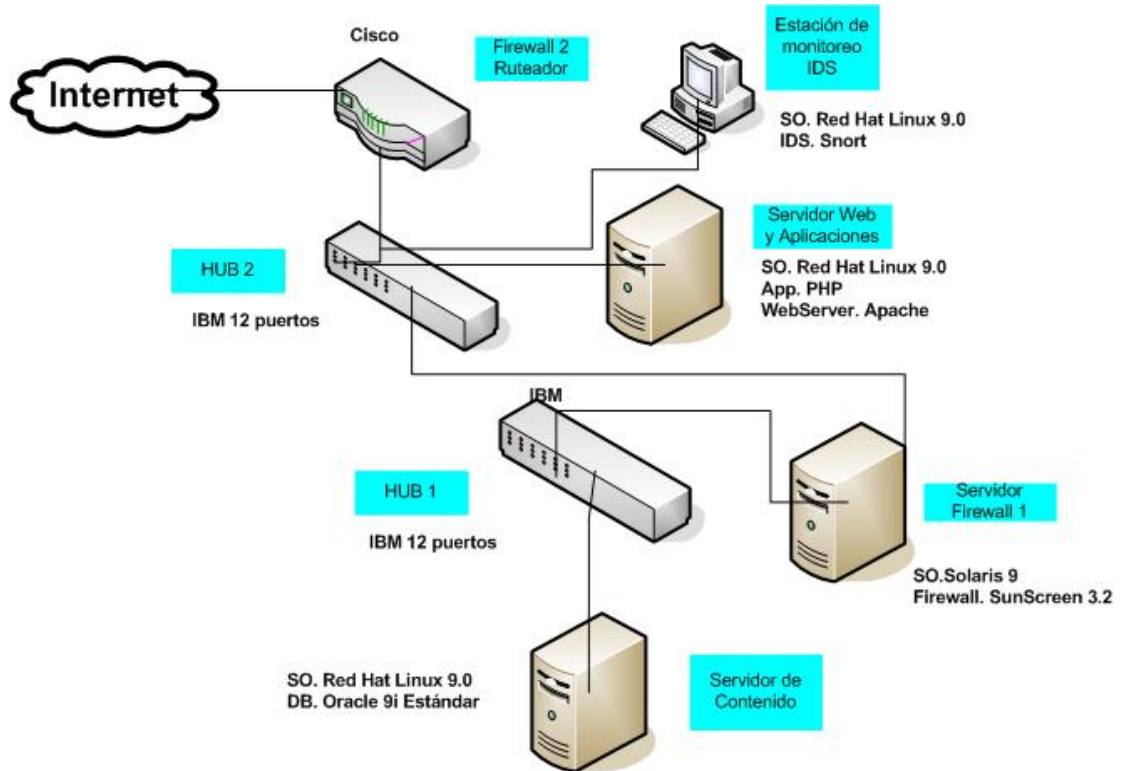 Cisco
Firewall 2
Ruteador
Estación de
monitoreo
IDS
Internet
SO. Red Hat Linux 9.0
IDS. Snort
Servidor Web
y Aplicaciones
HUB 2
SO. Red Hat Linux 9.0
App. PHP
WebServer. Apache
IBM 12 puertos
IBM
HUB 1
Servidor
Firewall 1
IBM 12 puertos
SO.Solaris 9
Firewall. SunScreen 3.2
SO. Red Hat Linux 9.0
DB. Oracle 9i Estándar
Servidor de
Contenido